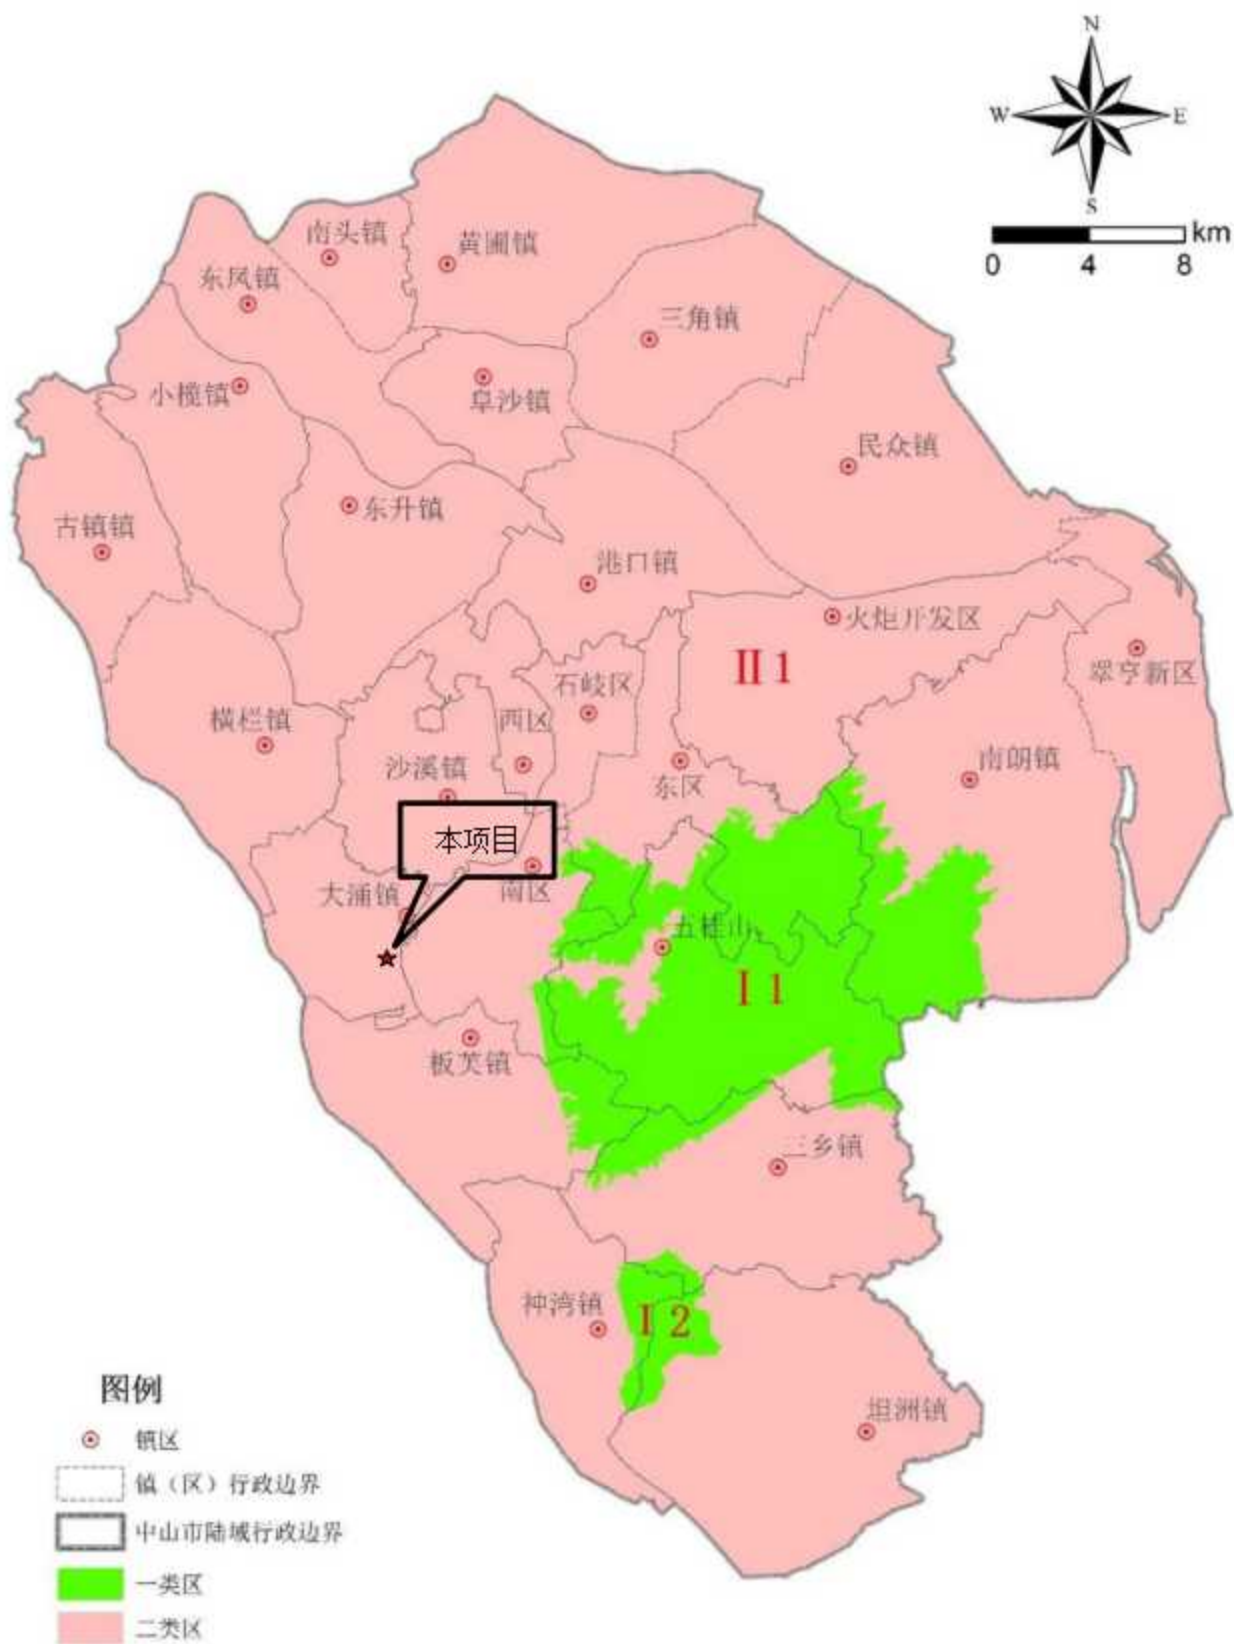 N
W
E
S
km
0
4
8
南头镇
黄圃镇
东凤镇
三角镇
小榄镇
阜沙镇
民众镇
东升镇
古镇镇
港口镇
火炬开发区
II 1
翠亨新区
石岐区
横栏镇
西区
南朗镇
沙溪镇
东区
本项目
大涌镇
南区
五桂山
I 1
板芙镇
三乡镇
神湾镇
I 2
坦洲镇
图例
镇区
镇（区）行政边界
中山市陆域行政边界
一类区
二类区